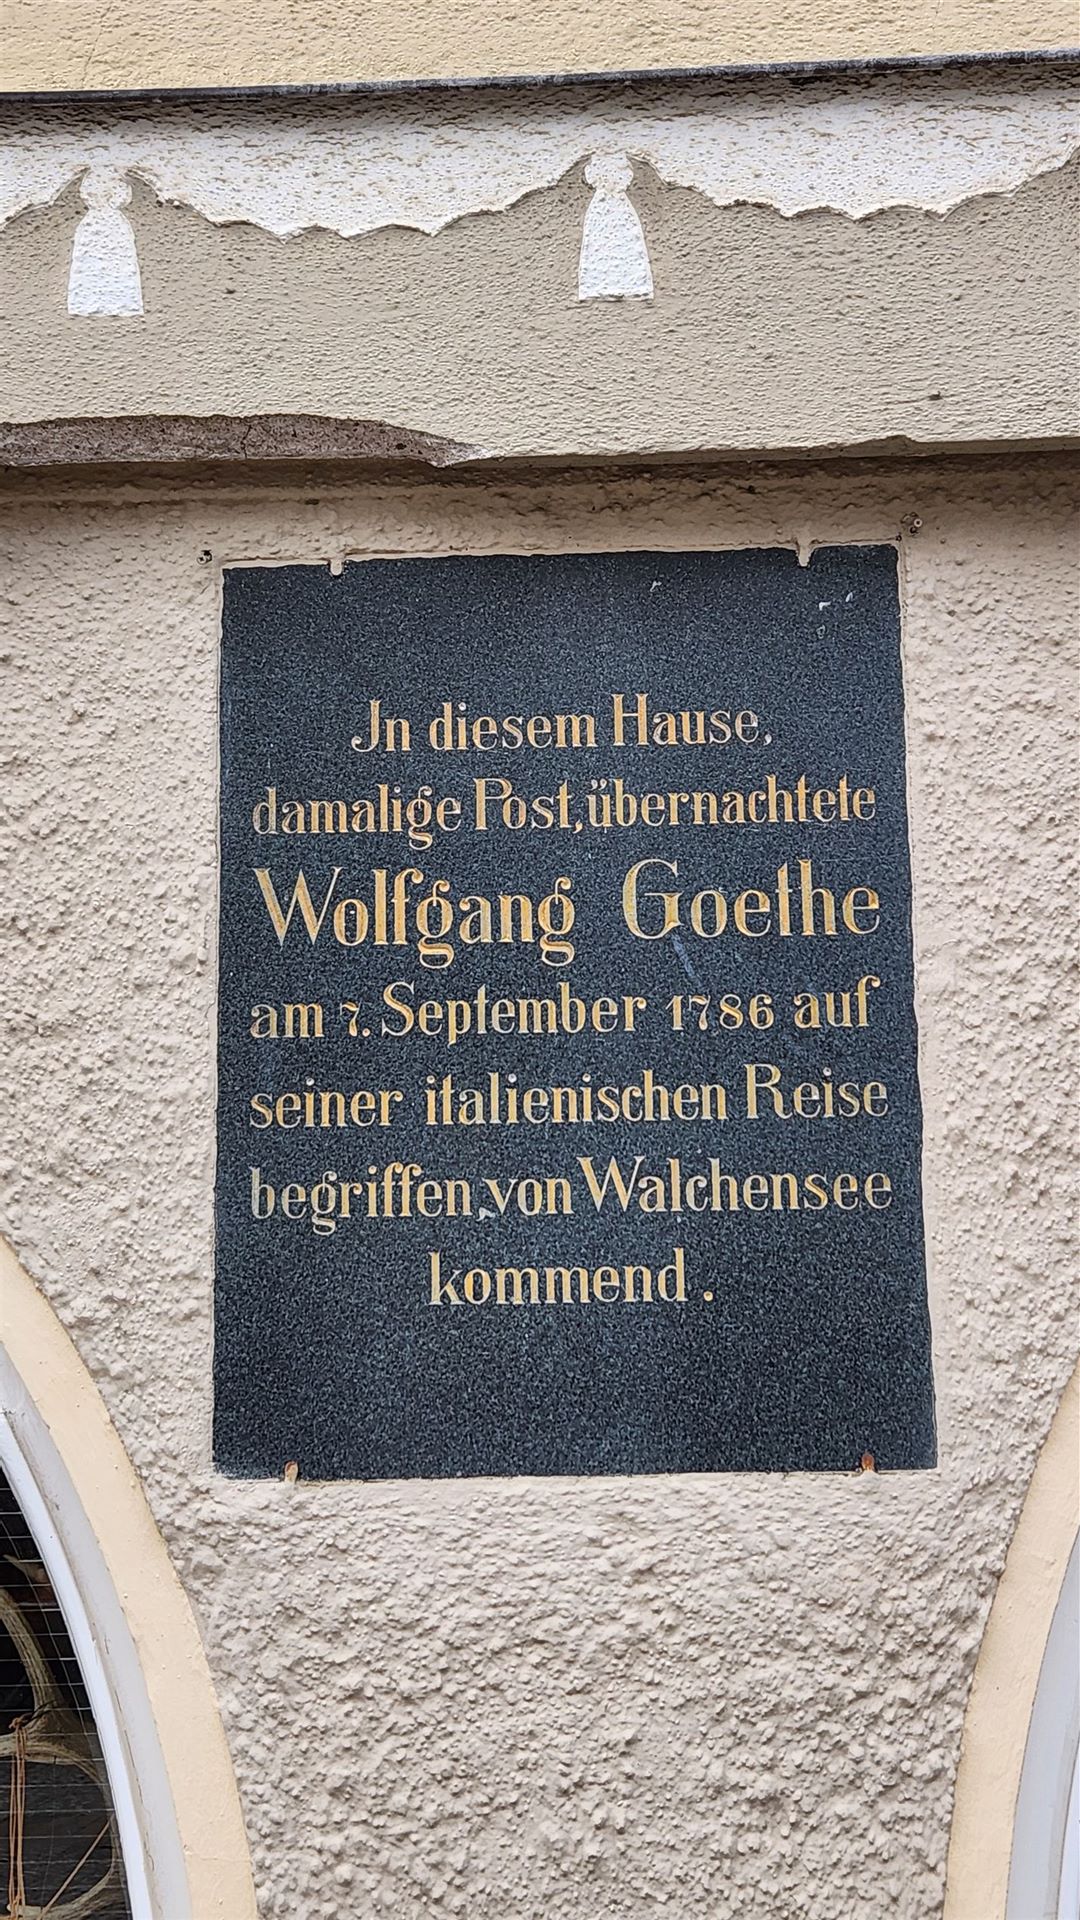 Jn diesem Hause,
damalige Post, übernachtete
Wolfgang Goethe
am 7. September 1786 auf
seiner italienischen Reise
begriffen, von Walchensee
kommend.